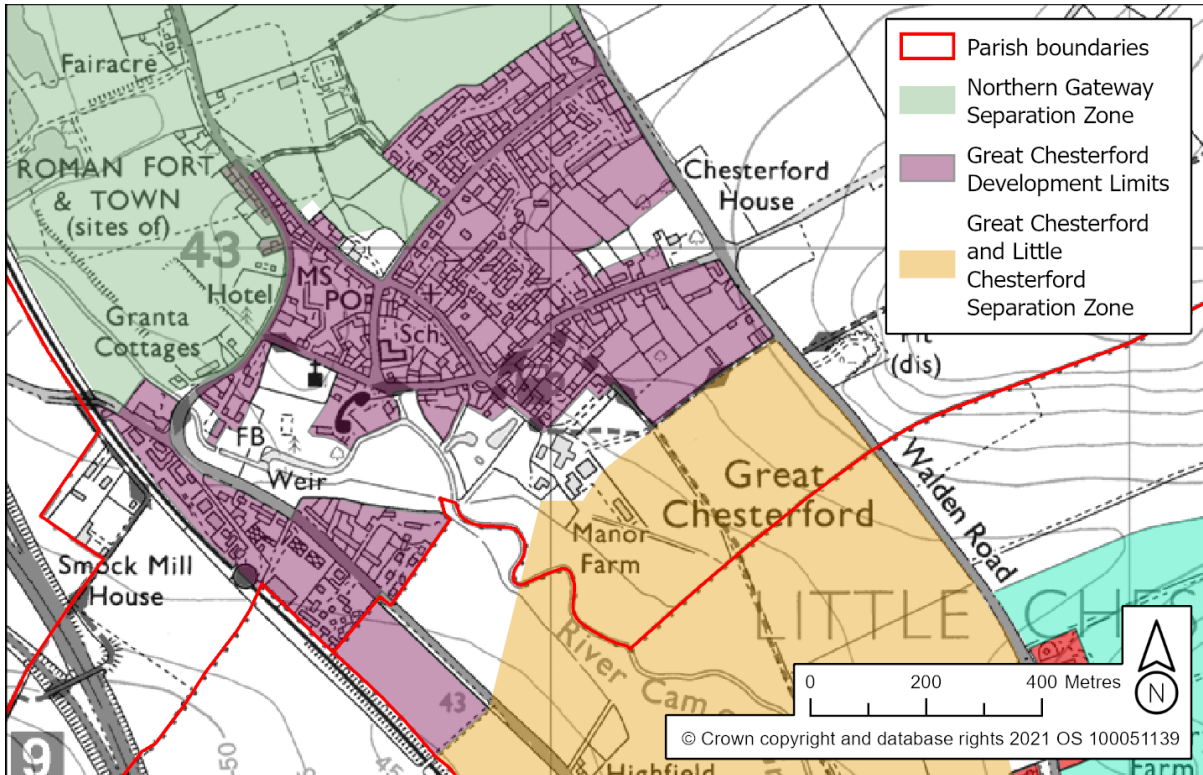 Fairacre
ROMAN FORT
& TOWN
(sites of)
43
Hotel
Granta
Cottages
MS
PO
Sch
FB
Weir
Chesterford
House
Smock Mill
House
Manor
Farm
Great
Chesterford
Walden Road
(dis)
LITTLE CHES
River Cam
43
50
45
9
Highfield
Farm
Parish boundaries
Northern Gateway
Separation Zone
Great Chesterford
Development Limits
Great Chesterford
and Little
Chesterford
Separation Zone
0 200 400 Metres
N
© Crown copyright and database rights 2021 OS 100051139